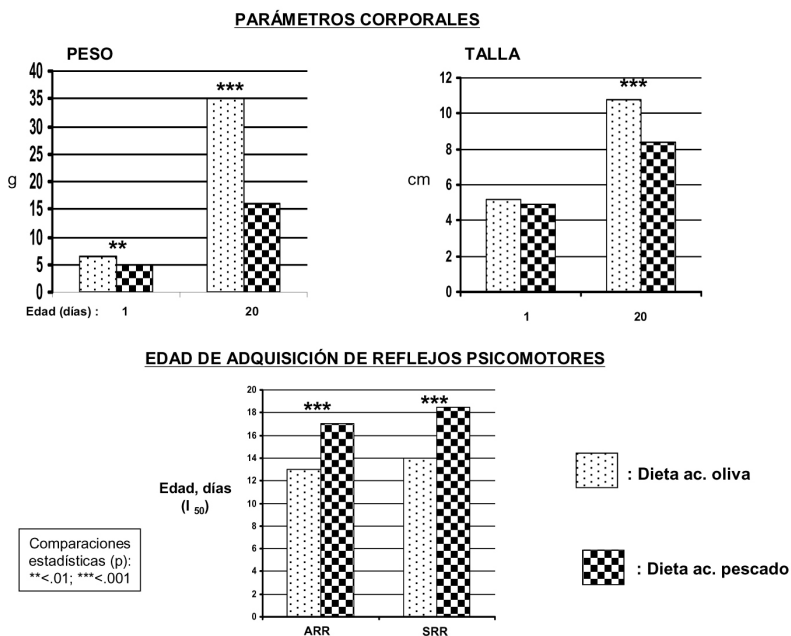 PARÁMETROS CORPORALES
PESO
40
35
30
25
20
15
10
5
0
g
**
***
Edad (días) : 1 20
TALLA
12
10
8
6
4
2
0
cm
***
1 20
EDAD DE ADQUISICIÓN DE REFLEJOS PSICOMOTORES
20
18
16
14
12
10
8
6
4
2
0
Edad, días
(I 50)
***
***
ARR SRR
: Dieta ac. oliva
: Dieta ac. pescado
Comparaciones
estadísticas (p):
**<.01; ***<.001